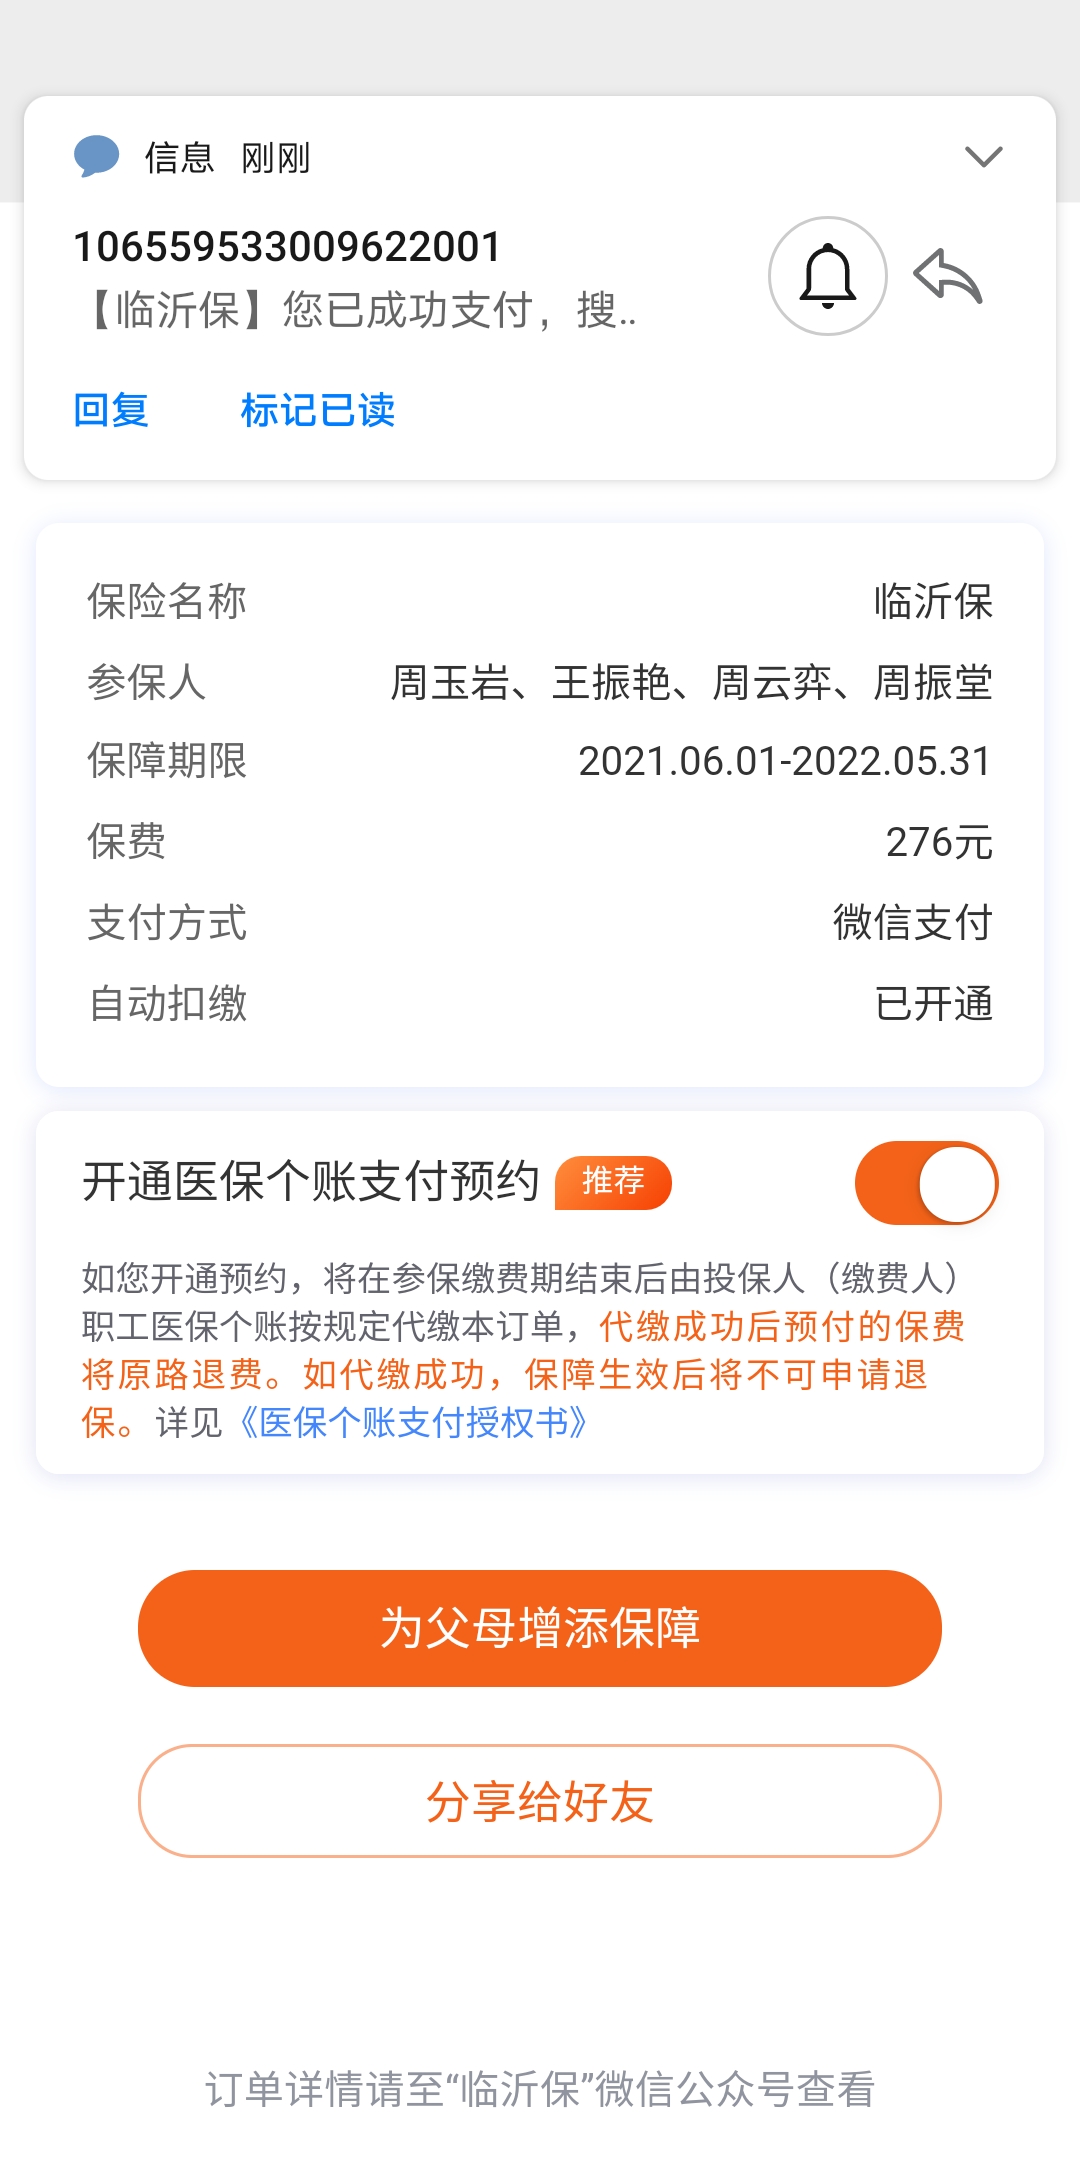 信息 刚刚
106559533009622001
【临沂保】您已成功支付，搜..
回复 标记已读
保险名称 临沂保
参保人 周玉岩、王振艳、周云弈、周振堂
保障期限 2021.06.01-2022.05.31
保费 276元
支付方式 微信支付
自动扣缴 已开通
开通医保个账支付预约 推荐
如您开通预约，将在参保缴费期结束后由投保人（缴费人）
职工医保个账按规定代缴本订单，代缴成功后预付的保费
将原路退费。如代缴成功，保障生效后将不可申请退
保。详见《医保个账支付授权书》
为父母增添保障
分享给好友
订单详情请至“临沂保”微信公众号查看